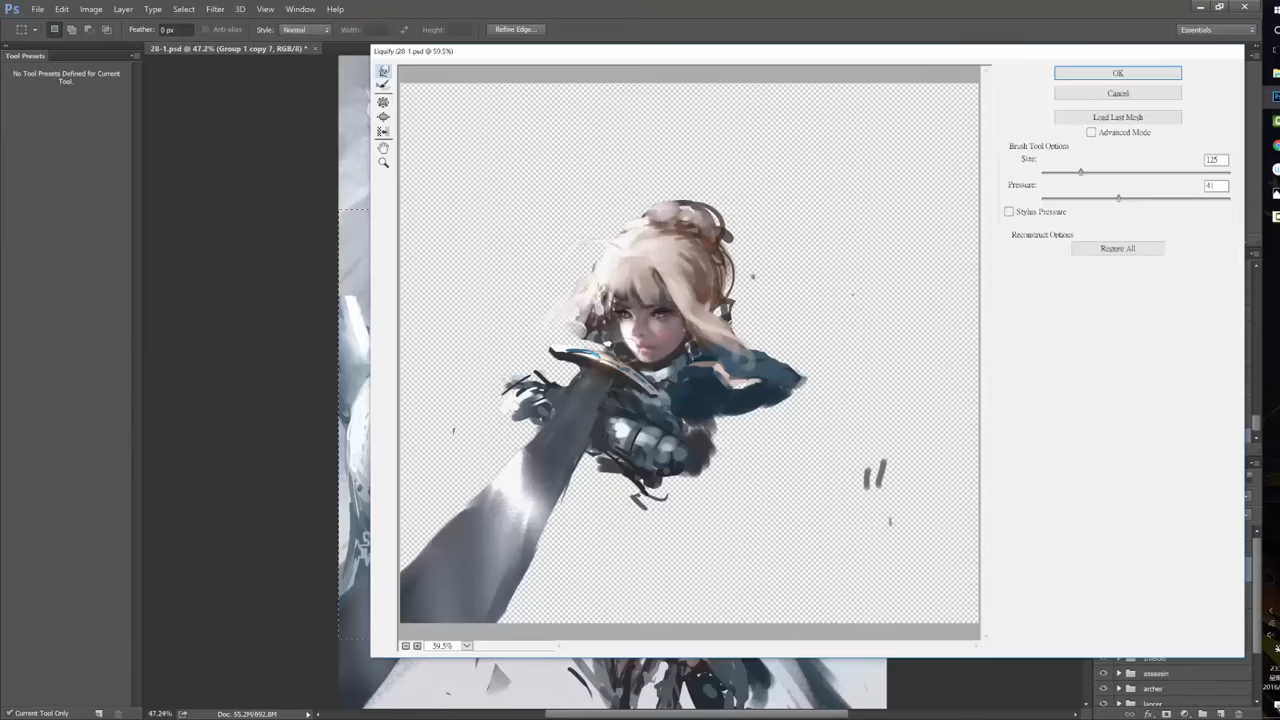 Ps File Edit Image Layer Type Select Filter 3D View Window Help
Feather: 0 px Anti-alias Style: Normal Width: Height: Refine Edge... Essentials
28-1.psd @ 47.2% (Group 1 copy 7, RGB/8) * ×
Tool Presets
No Tool Presets Defined for Current
Tool.
Liquify (28-1.psd @ 59.5%)
OK
Cancel
Load Last Mesh
Advanced Mode
Brush Tool Options
Size: 125
Pressure: 41
Stylus Pressure
Reconstruct Options
Restore All
59.5%
assassin
archer
lancer
Current Tool Only
47.24% Doc: 55.2M/692.8M